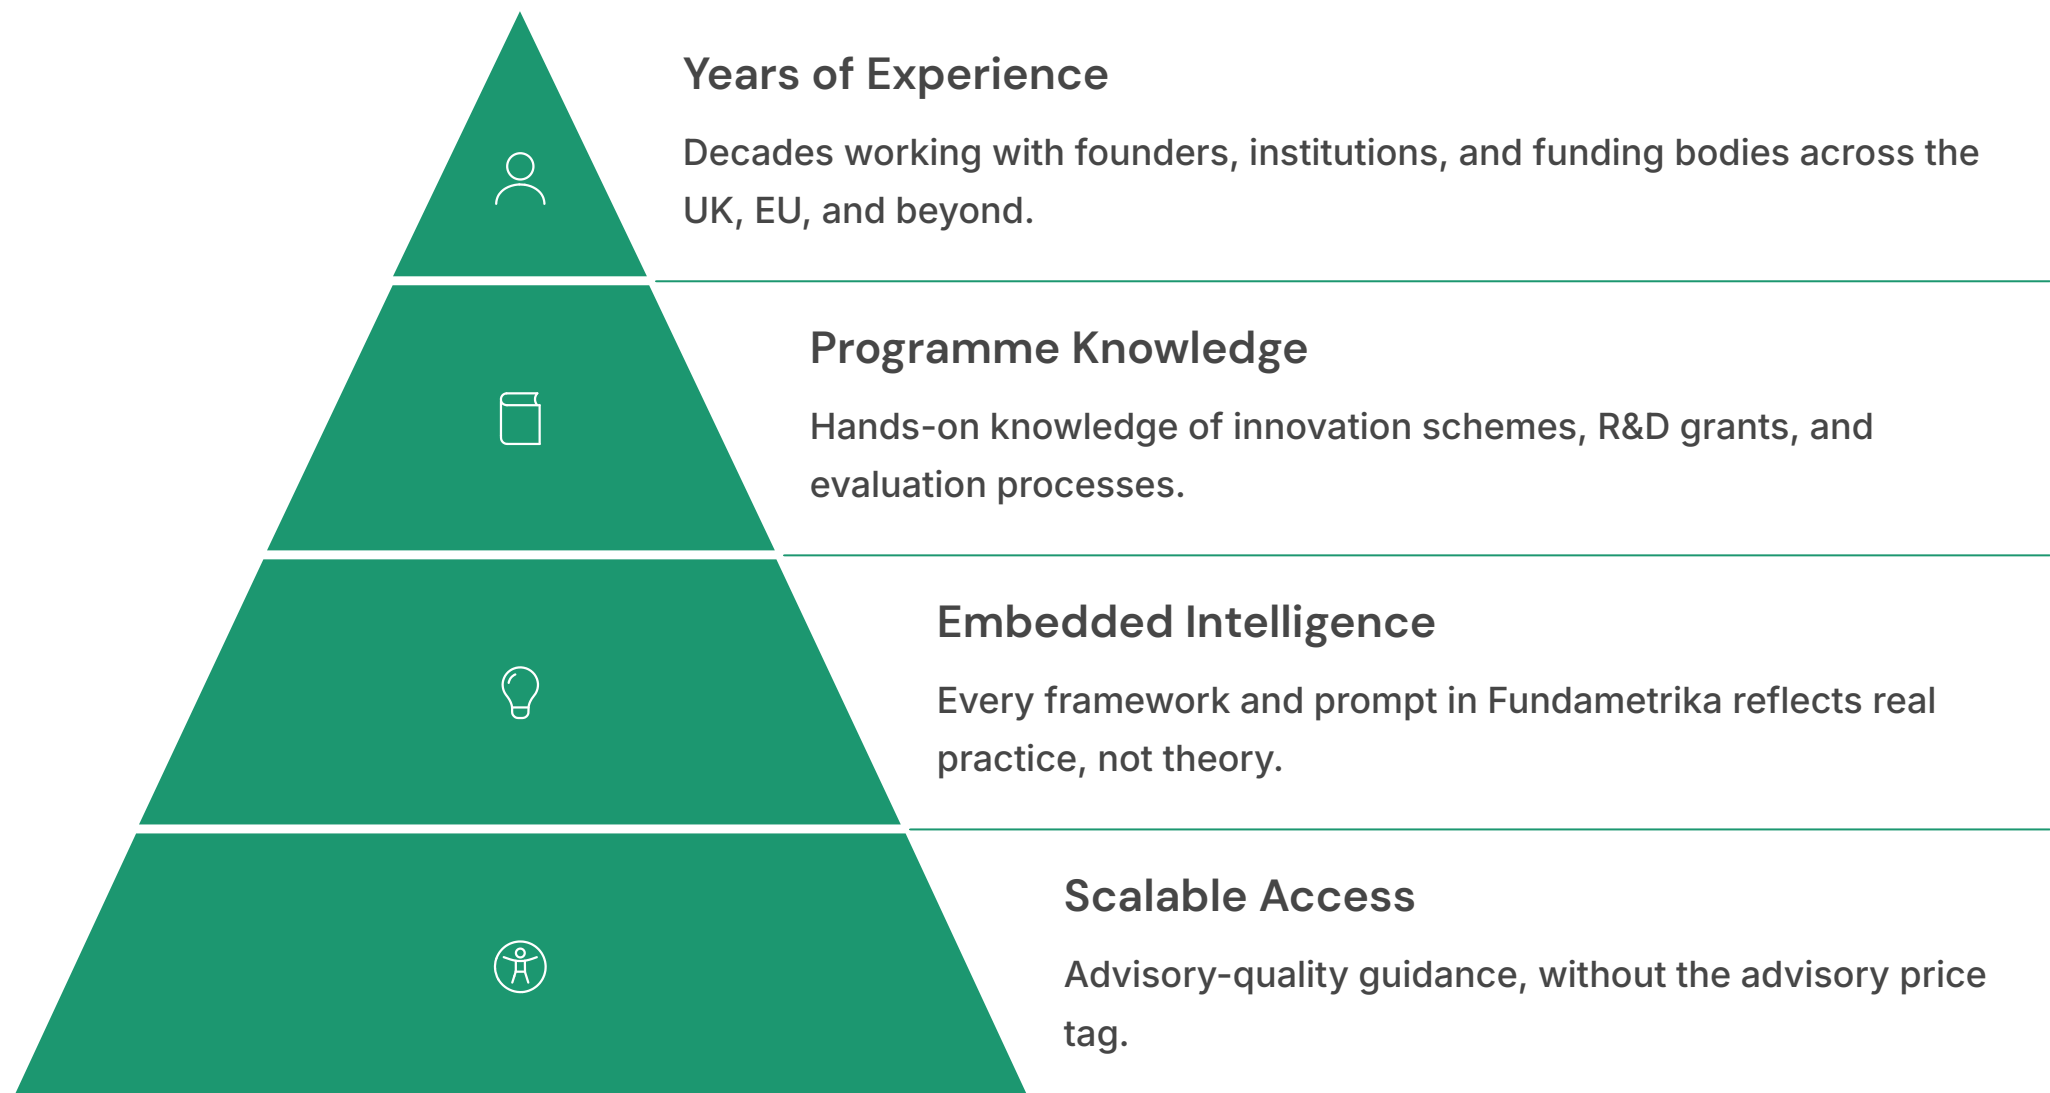 Years of Experience
Decades working with founders, institutions, and funding bodies across the
UK, EU, and beyond.
Programme Knowledge
Hands-on knowledge of innovation schemes, R&D grants, and
evaluation processes.
Embedded Intelligence
Every framework and prompt in Fundametrika reflects real
practice, not theory.
Scalable Access
Advisory-quality guidance, without the advisory price
tag.